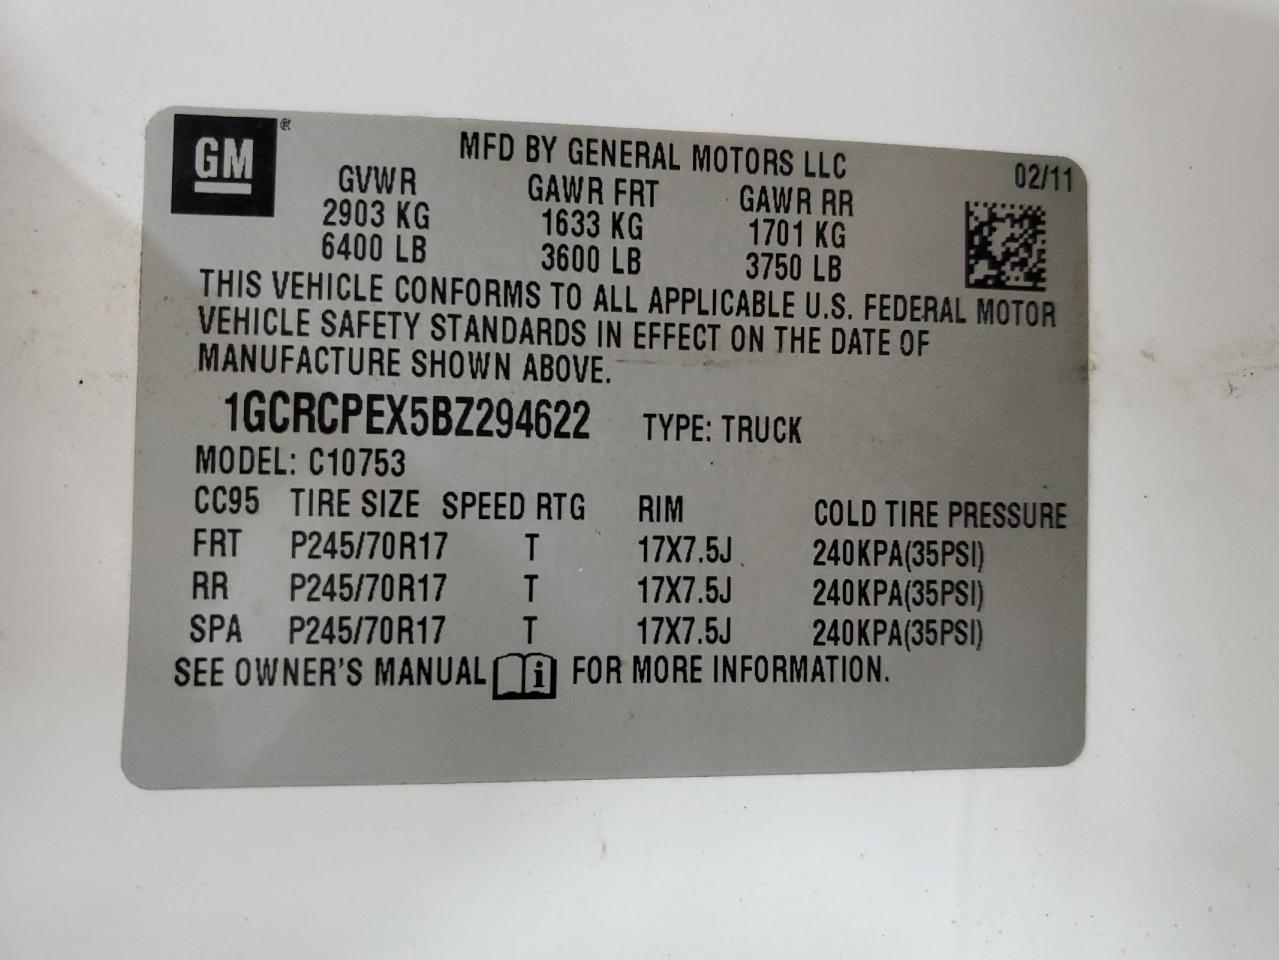 GM ®
MFD BY GENERAL MOTORS LLC
02/11
GVWR GAWR FRT GAWR RR
2903 KG 1633 KG 1701 KG
6400 LB 3600 LB 3750 LB
THIS VEHICLE CONFORMS TO ALL APPLICABLE U.S. FEDERAL MOTOR
VEHICLE SAFETY STANDARDS IN EFFECT ON THE DATE OF
MANUFACTURE SHOWN ABOVE.
1GCRCPEX5BZ294622 TYPE: TRUCK
MODEL: C10753
CC95 TIRE SIZE SPEED RTG RIM COLD TIRE PRESSURE
FRT P245/70R17 T 17X7.5J 240KPA(35PSI)
RR P245/70R17 T 17X7.5J 240KPA(35PSI)
SPA P245/70R17 T 17X7.5J 240KPA(35PSI)
SEE OWNER'S MANUAL i FOR MORE INFORMATION.